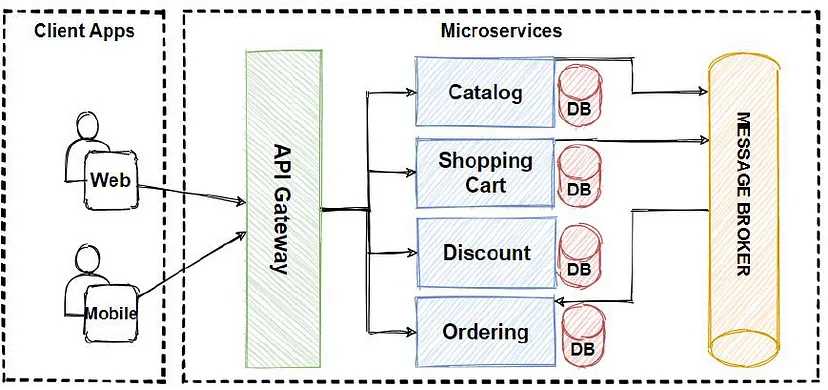 Client Apps
Microservices
Web
Mobile
API Gateway
Catalog
DB
Shopping
Cart
DB
Discount
DB
Ordering
DB
MESSAGE BROKER